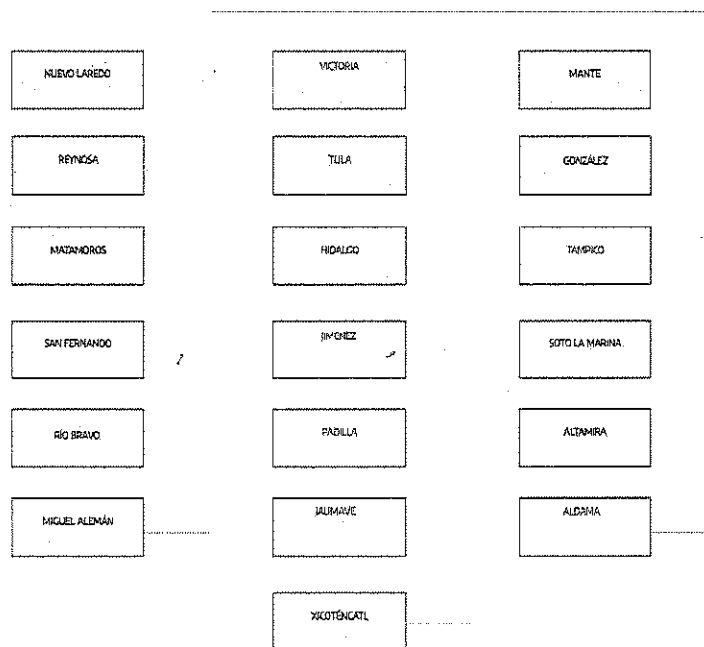 NUEVO LAREDO
VICTORIA
MANTE
REYNOSA
TULA
GONZÁLEZ
MATAMOROS
HIDALGO
TAMPICO
SAN FERNANDO
JIMÉNEZ
SOTO LA MARINA
RÍO BRAVO
PADILLA
ALTAMIRA
MIGUEL ALEMÁN
JAUMAVE
ALDAMA
XICOTÉNCATL